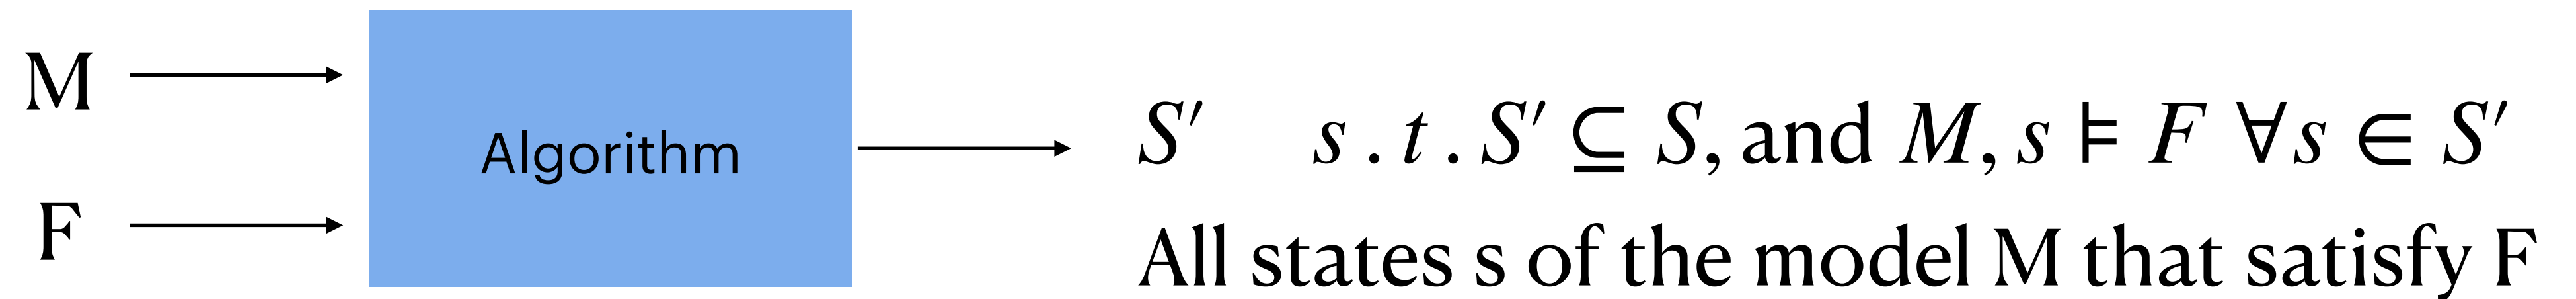 M
F
Algorithm
S′ s . t . S′ ⊆ S, and M, s ⊧ F ∀s ∈ S′
All states s of the model M that satisfy F